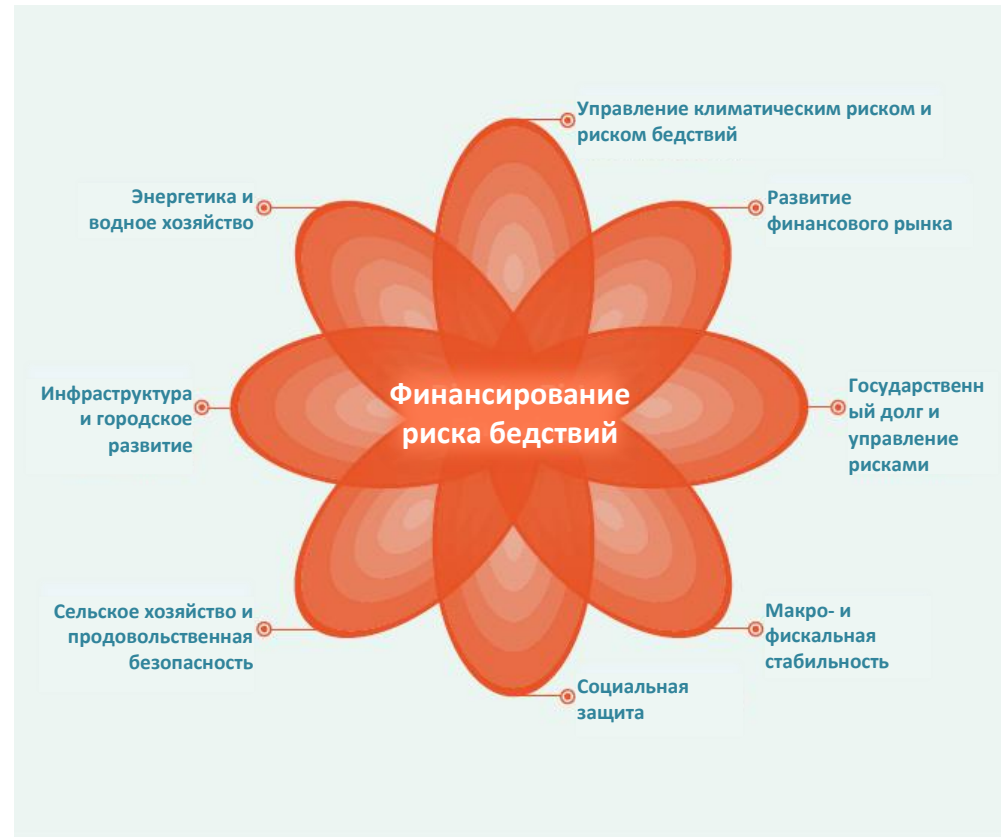 Управление климатическим риском и
риском бедствий
Энергетика и
водное хозяйство
Развитие
финансового рынка
Инфраструктура
и городское
развитие
Финансирование
риска бедствий
Государственн
ый долг и
управление
рисками
Сельское хозяйство и
продовольственная
безопасность
Макро- и
фискальная
стабильность
Социальная
защита